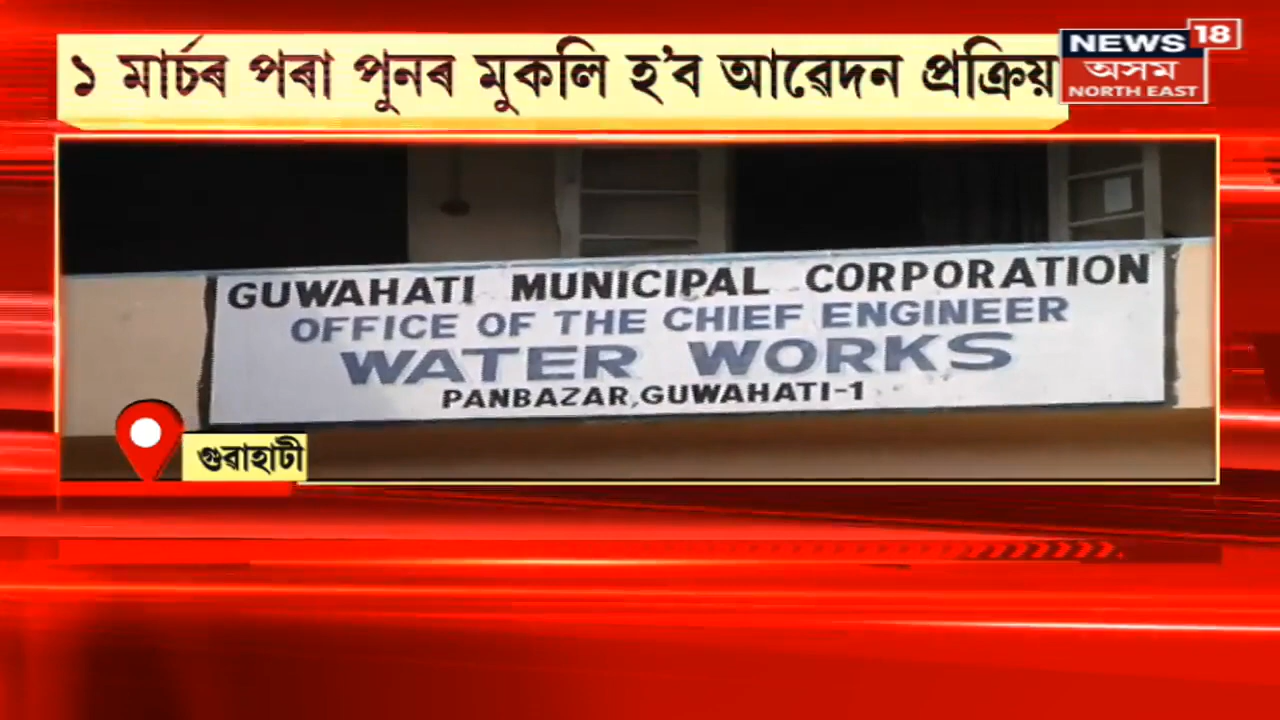 ১ মাৰ্চৰ পৰা পুনৰ মুকলি হ'ব আৱেদন প্ৰক্ৰিয়
NEWS 18
অসম
NORTH EAST
GUWAHATI MUNICIPAL CORPORATION
OFFICE OF THE CHIEF ENGINEER
WATER WORKS
PANBAZAR,GUWAHATI-1
গুৱাহাটী